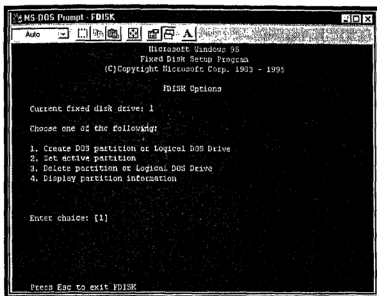 MS-DOS Prompt - FDISK
Auto
A
Microsoft Windows 95
Fixed Disk Setup Program
(C)Copyright Microsoft Corp. 1983 - 1995
FDISK Options
Current fixed disk drive: 1
Choose one of the following:
1. Create DOS partition or Logical DOS Drive
2. Set active partition
3. Delete partition or Logical DOS Drive
4. Display partition information
Enter choice: [1]
Press Esc to exit FDISK